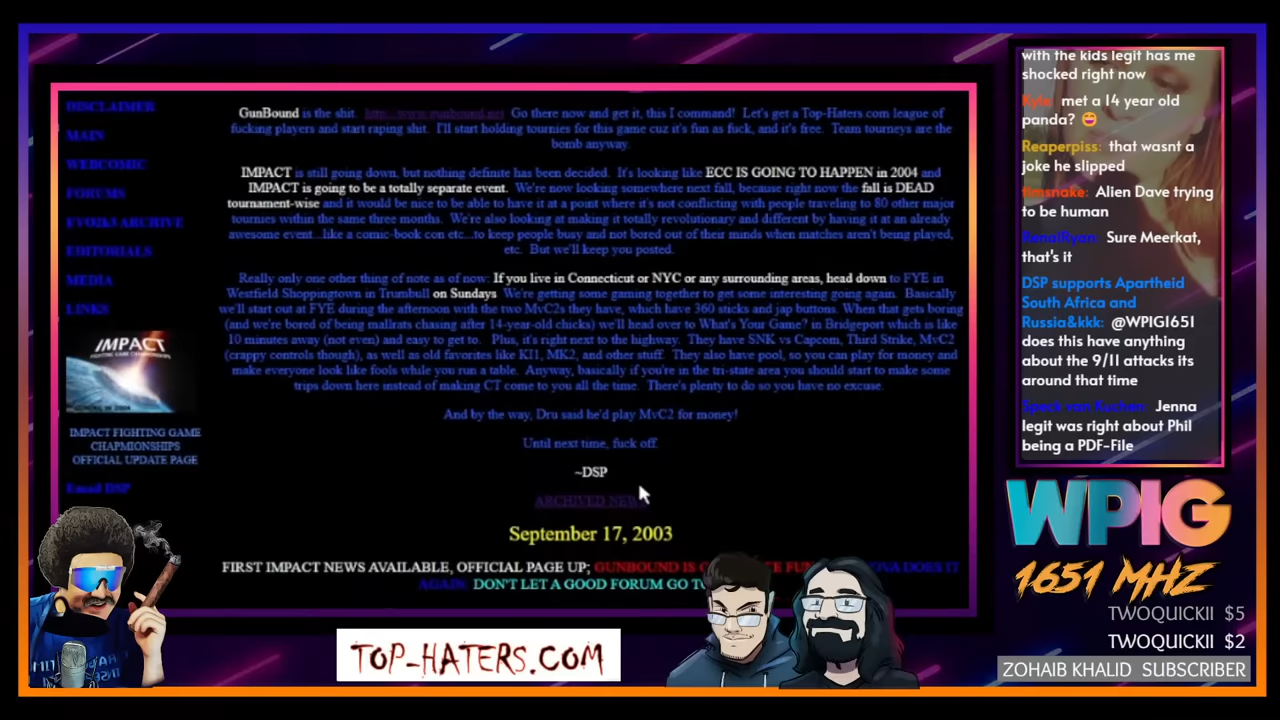 DISCLAIMER
MAIN
WEBCOMIC
FORUMS
EVO2K3 ARCHIVE
EDITORIALS
MEDIA
LINKS
IMPACT
IMPACT FIGHTING GAME
CHAPMIONSHIPS
OFFICIAL UPDATE PAGE
Email DSP
GunBound is the shit. http://www.gunbound.net Go there now and get it, this I command! Let's get a Top-Haters.com league of
fucking players and start raping shit. I'll start holding tournies for this game cuz it's fun as fuck, and it's free. Team tourneys are the
bomb anyway.
IMPACT is still going down, but nothing definite has been decided. It's looking like ECC IS GOING TO HAPPEN in 2004 and
IMPACT is going to be a totally separate event. We're now looking somewhere next fall, because right now the fall is DEAD
tournament-wise and it would be nice to be able to have it at a point where it's not conflicting with people traveling to 80 other major
tournies within the same three months. We're also looking at making it totally revolutionary and different by having it at an already
awesome event...like a comic-book con etc...to keep people busy and not bored out of their minds when matches aren't being played,
etc. But we'll keep you posted.
Really only one other thing of note as of now: If you live in Connecticut or NYC or any surrounding areas, head down to FYE in
Westfield Shoppingtown in Trumbull on Sundays. We're getting some gaming together to get some interesting going again. Basically
we'll start out at FYE during the afternoon with the two MvC2s they have, which have 360 sticks and jap buttons. When that gets boring
(and we're bored of being mallrats chasing after 14-year-old chicks) we'll head over to What's Your Game? in Bridgeport which is like
10 minutes away (not even) and easy to get to. Plus, it's right next to the highway. They have SNK vs Capcom, Third Strike, MvC2
(crappy controls though), as well as old favorites like KI1, MK2, and other stuff. They also have pool, so you can play for money and
make everyone look like fools while you run a table. Anyway, basically if you're in the tri-state area you should start to make some
trips down here instead of making CT come to you all the time. There's plenty to do so you have no excuse.
And by the way, Dru said he'd play MvC2 for money!
Until next time, fuck off.
~DSP
ARCHIVED NEWS
September 17, 2003
FIRST IMPACT NEWS AVAILABLE, OFFICIAL PAGE UP; GUNBOUND IS DOES IT
AGAIN DON'T LET A GOOD FORUM GO
TOP-HATERS.COM
with the kids legit has me
shocked right now
Kyle: met a 14 year old
panda? 😄
Reaperpiss: that wasnt a
joke he slipped
Alien Dave trying
to be human
KenaiRyan: Sure Meerkat,
that's it
DSP supports Apartheid
South Africa and
Russia&kkk: @WPIG1651
does this have anything
about the 9/11 attacks its
around that time
Jenna
legit was right about Phil
being a PDF-File
WPIG
1651 MHZ
TWOQUICKII $5
TWOQUICKII $2
ZOHAIB KHALID SUBSCRIBER